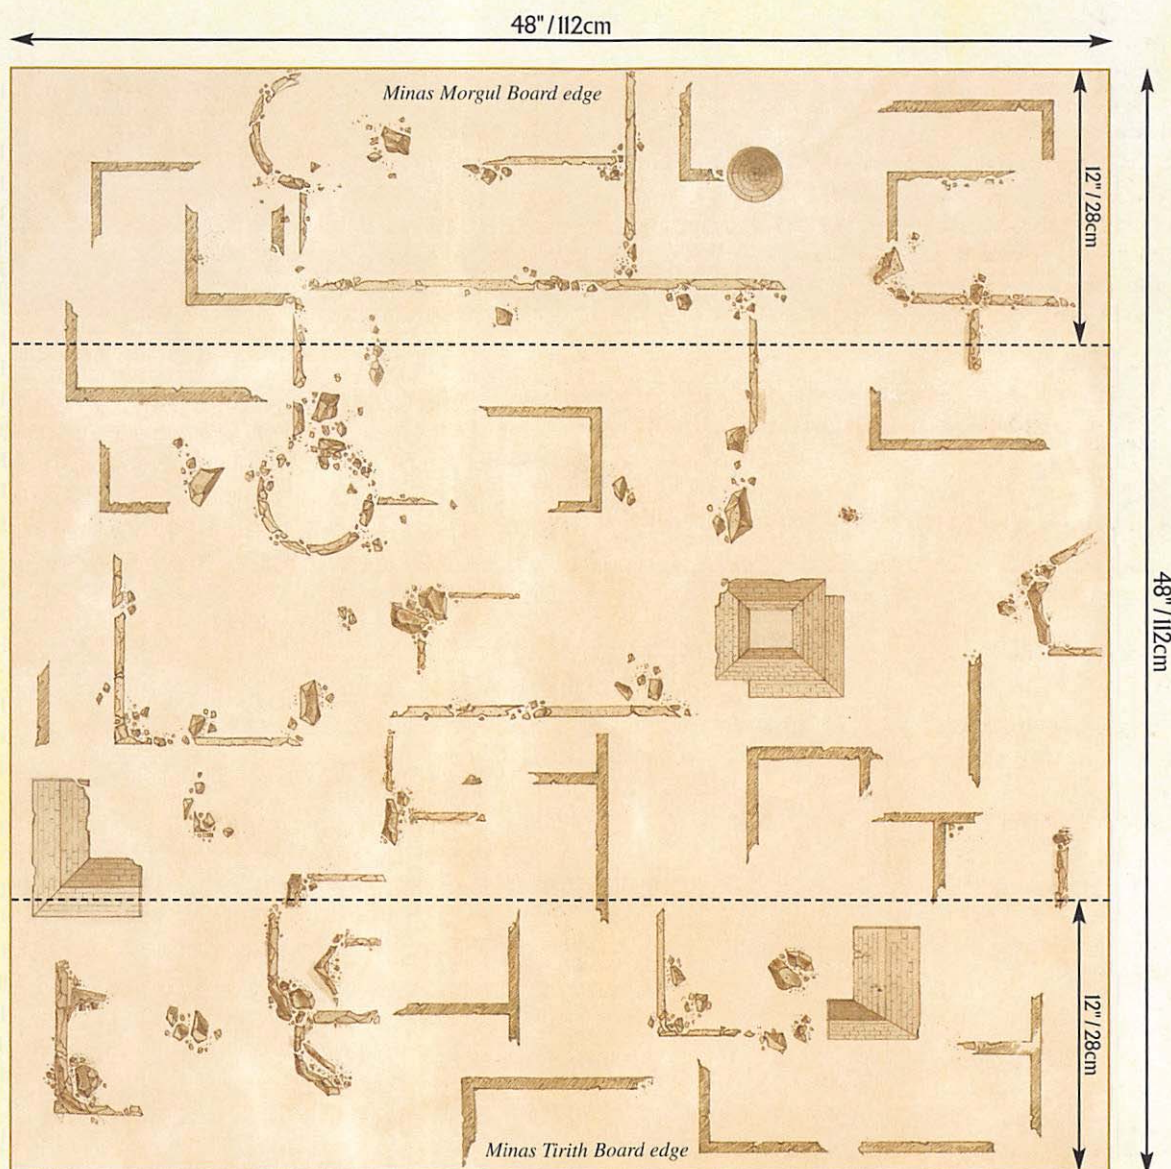 48"/112cm
Minas Morgul Board edge
12"/28cm
48"/112cm
12"/28cm
Minas Tirith Board edge